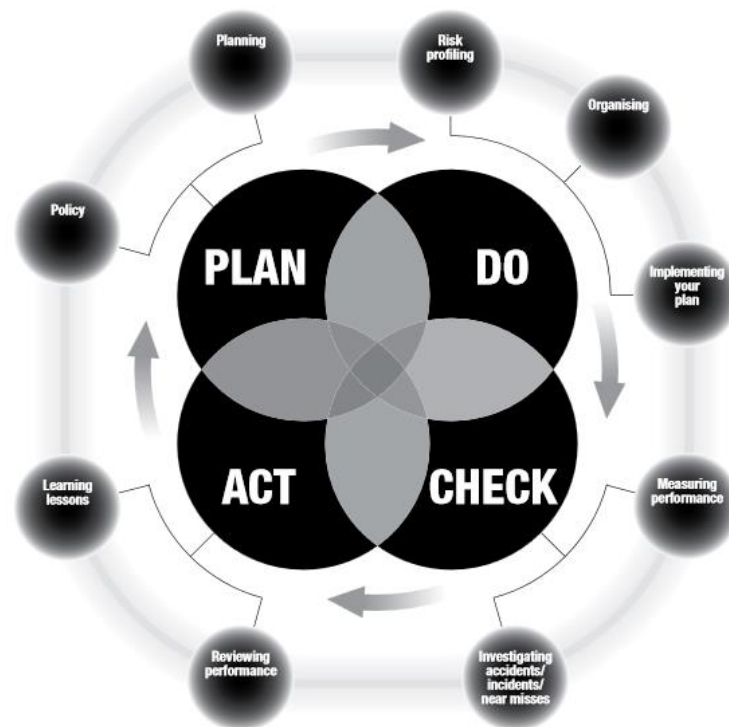 Planning
Risk
profiling
Organising
Policy
PLAN
DO
Implementing
your
plan
ACT
CHECK
Learning
lessons
Measuring
performance
Reviewing
performance
Investigating
accidents/
incidents/
near misses